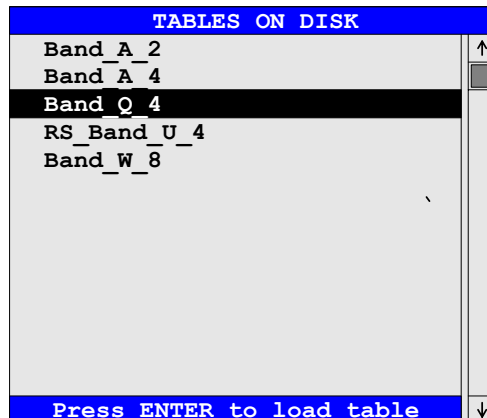 TABLES ON DISK
Band_A_2
Band_A_4
Band_Q_4
RS_Band_U_4
Band_W_8
Press ENTER to load table